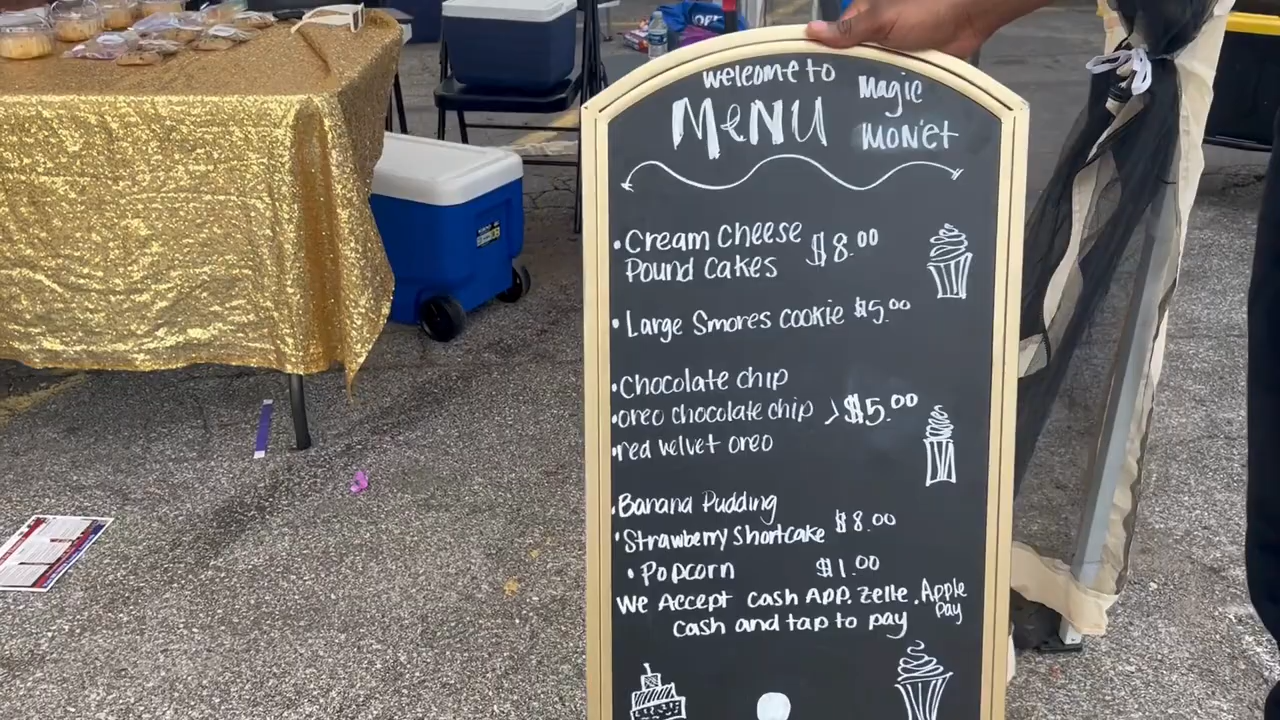 welcome to
MeNU
Magic
MON'ET
•Cream Cheese
Pound Cakes
$8.00
•Large Smores cookie $5.00
•Chocolate chip
•oreo chocolate chip >$5.00
•red velvet oreo
•Banana Pudding
•Strawberry Shortcake $8.00
•Popcorn $1.00
We Accept Cash APP. Zelle. Apple
pay
Cash and tap to pay